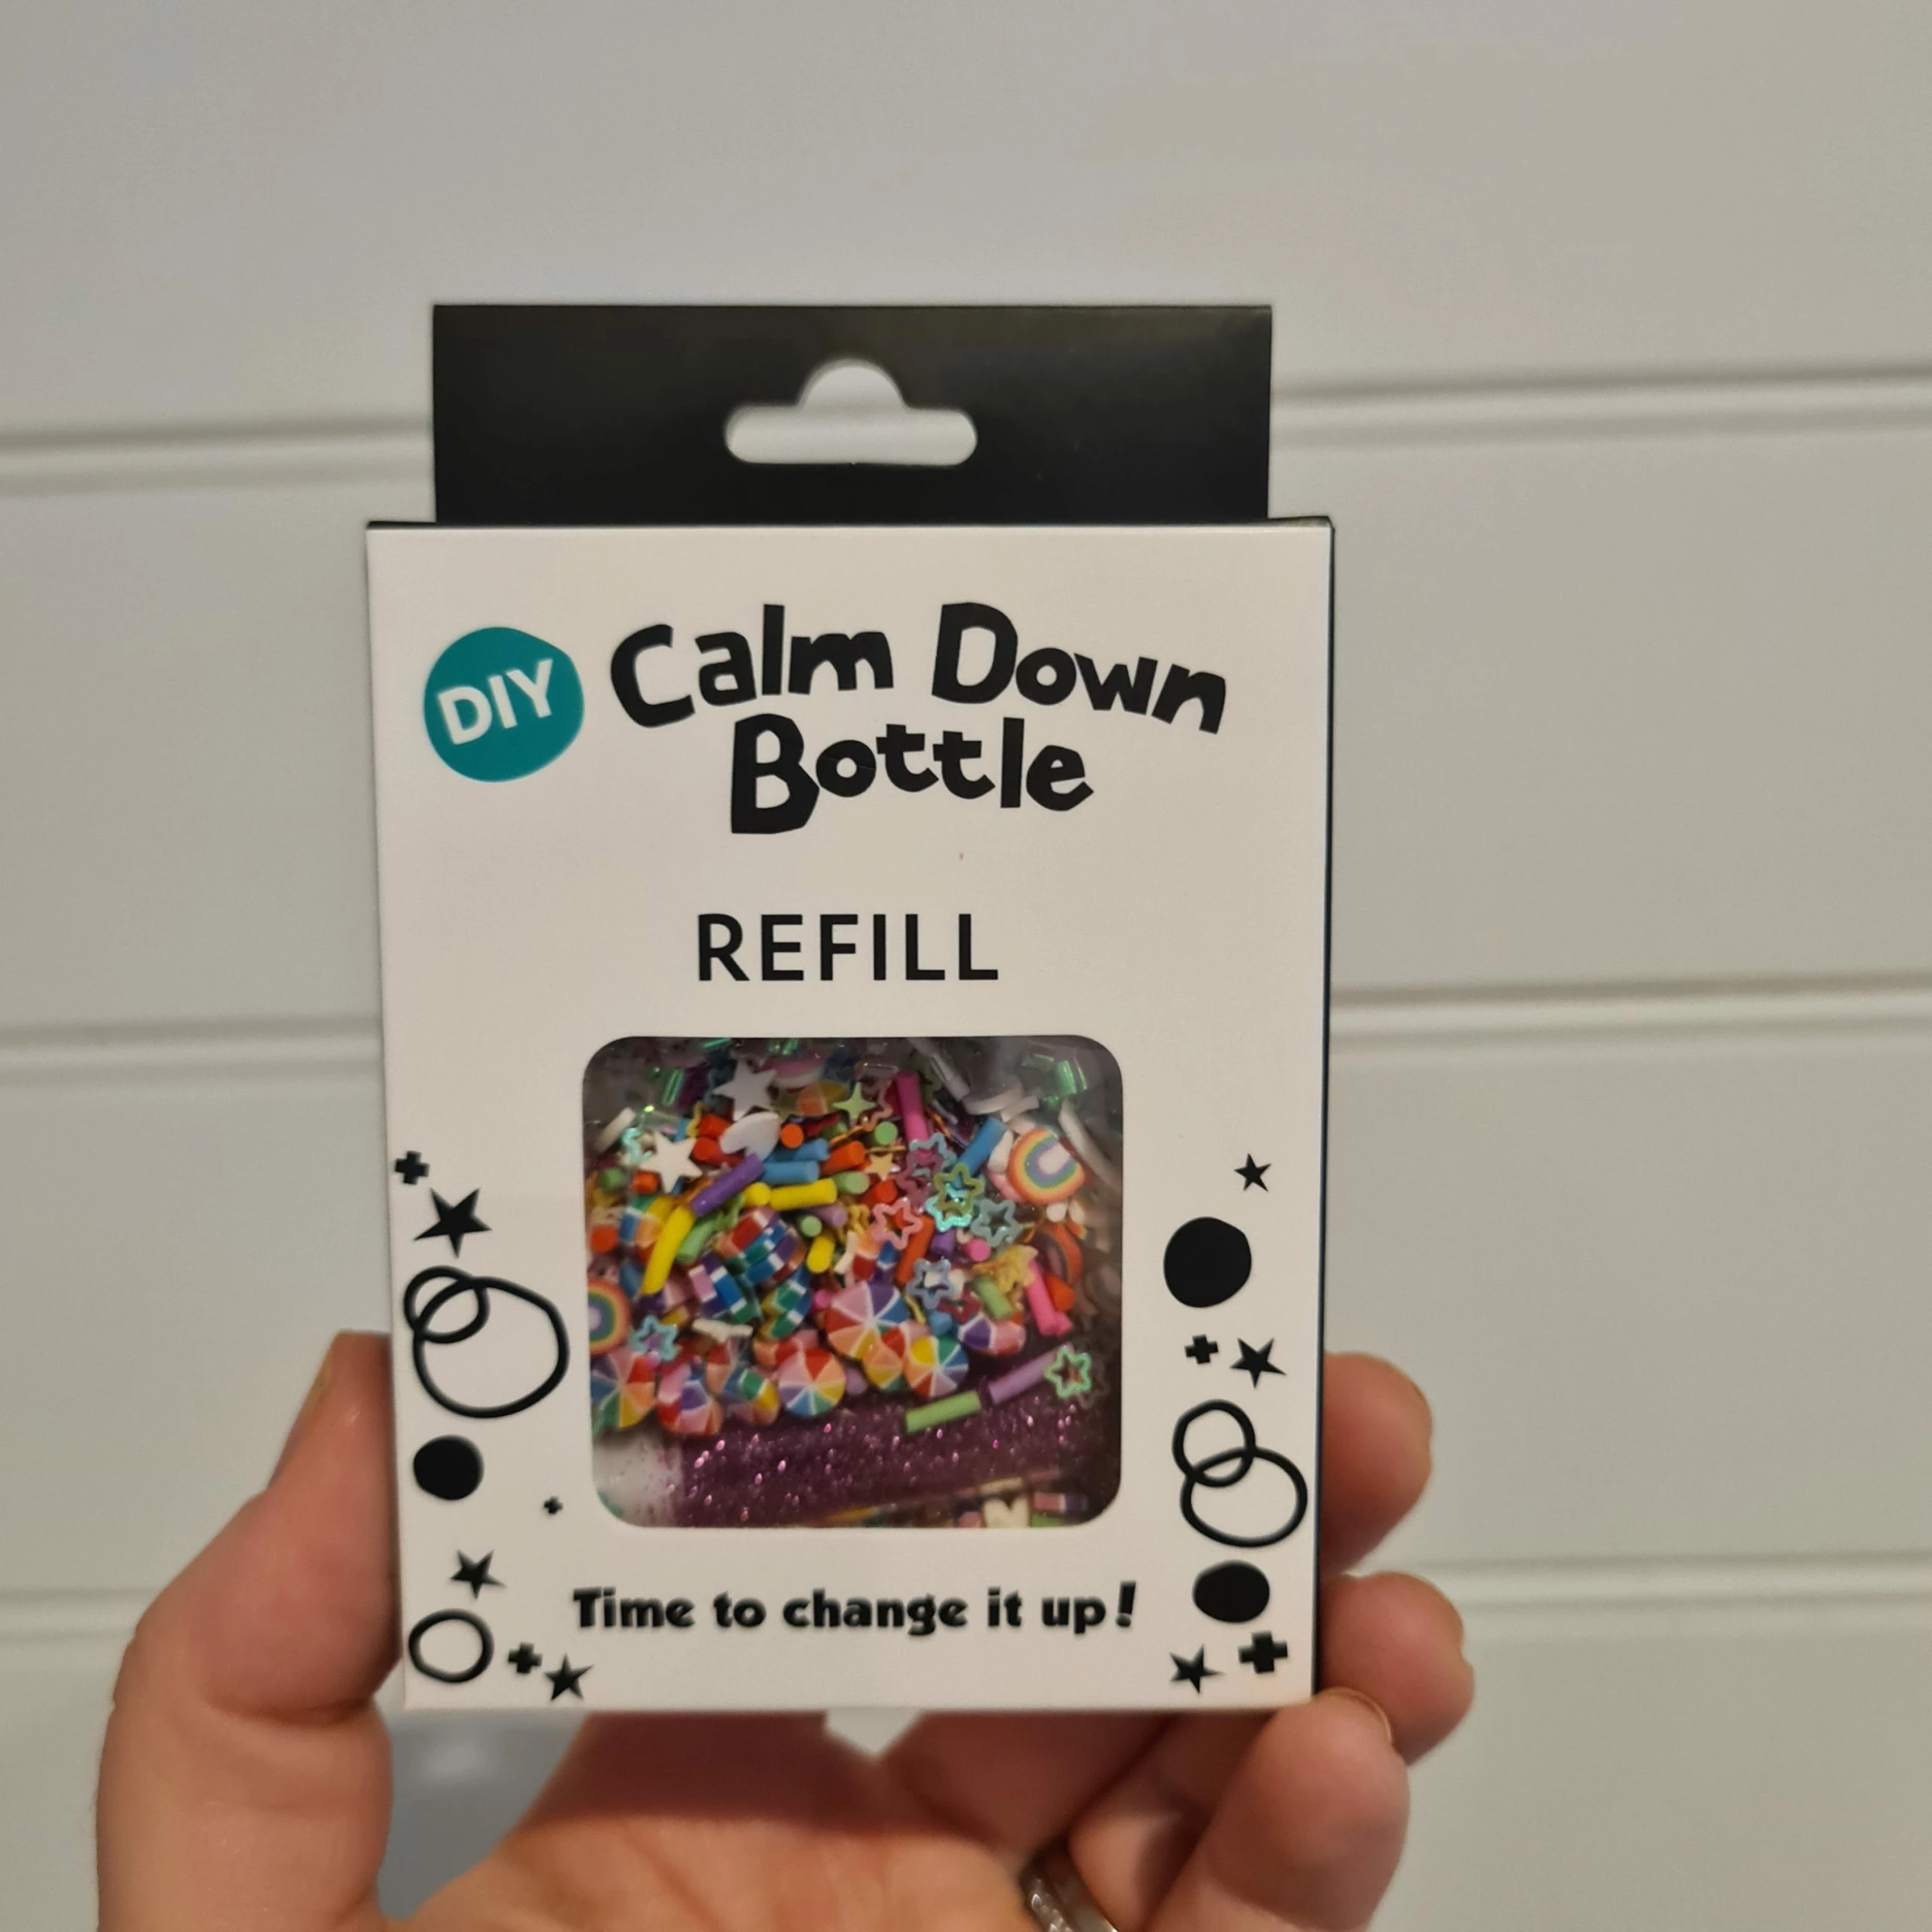 DIY
Calm Down
Bottle
REFILL
Time to change it up!